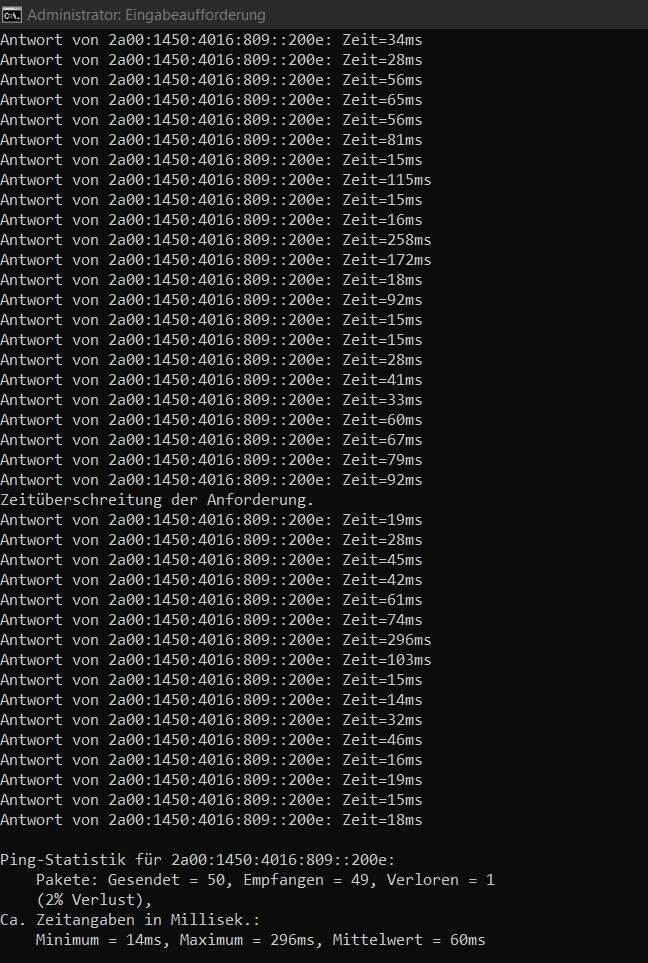 Administrator: Eingabeaufforderung
Antwort von 2a00:1450:4016:809::200e: Zeit=34ms
Antwort von 2a00:1450:4016:809::200e: Zeit=28ms
Antwort von 2a00:1450:4016:809::200e: Zeit=56ms
Antwort von 2a00:1450:4016:809::200e: Zeit=65ms
Antwort von 2a00:1450:4016:809::200e: Zeit=56ms
Antwort von 2a00:1450:4016:809::200e: Zeit=81ms
Antwort von 2a00:1450:4016:809::200e: Zeit=15ms
Antwort von 2a00:1450:4016:809::200e: Zeit=115ms
Antwort von 2a00:1450:4016:809::200e: Zeit=15ms
Antwort von 2a00:1450:4016:809::200e: Zeit=16ms
Antwort von 2a00:1450:4016:809::200e: Zeit=258ms
Antwort von 2a00:1450:4016:809::200e: Zeit=172ms
Antwort von 2a00:1450:4016:809::200e: Zeit=18ms
Antwort von 2a00:1450:4016:809::200e: Zeit=92ms
Antwort von 2a00:1450:4016:809::200e: Zeit=15ms
Antwort von 2a00:1450:4016:809::200e: Zeit=15ms
Antwort von 2a00:1450:4016:809::200e: Zeit=28ms
Antwort von 2a00:1450:4016:809::200e: Zeit=41ms
Antwort von 2a00:1450:4016:809::200e: Zeit=33ms
Antwort von 2a00:1450:4016:809::200e: Zeit=60ms
Antwort von 2a00:1450:4016:809::200e: Zeit=67ms
Antwort von 2a00:1450:4016:809::200e: Zeit=79ms
Antwort von 2a00:1450:4016:809::200e: Zeit=92ms
Zeitüberschreitung der Anforderung.
Antwort von 2a00:1450:4016:809::200e: Zeit=19ms
Antwort von 2a00:1450:4016:809::200e: Zeit=28ms
Antwort von 2a00:1450:4016:809::200e: Zeit=45ms
Antwort von 2a00:1450:4016:809::200e: Zeit=42ms
Antwort von 2a00:1450:4016:809::200e: Zeit=61ms
Antwort von 2a00:1450:4016:809::200e: Zeit=74ms
Antwort von 2a00:1450:4016:809::200e: Zeit=296ms
Antwort von 2a00:1450:4016:809::200e: Zeit=103ms
Antwort von 2a00:1450:4016:809::200e: Zeit=15ms
Antwort von 2a00:1450:4016:809::200e: Zeit=14ms
Antwort von 2a00:1450:4016:809::200e: Zeit=32ms
Antwort von 2a00:1450:4016:809::200e: Zeit=46ms
Antwort von 2a00:1450:4016:809::200e: Zeit=16ms
Antwort von 2a00:1450:4016:809::200e: Zeit=19ms
Antwort von 2a00:1450:4016:809::200e: Zeit=15ms
Antwort von 2a00:1450:4016:809::200e: Zeit=18ms

Ping-Statistik für 2a00:1450:4016:809::200e:
    Pakete: Gesendet = 50, Empfangen = 49, Verloren = 1
    (2% Verlust),
Ca. Zeitangaben in Millisek.:
    Minimum = 14ms, Maximum = 296ms, Mittelwert = 60ms